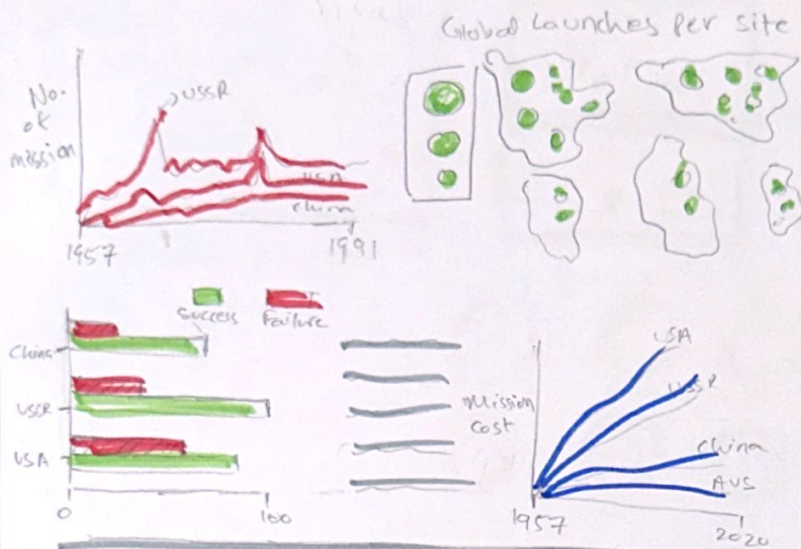 Global Launches Per site
No.
of
mission
USSR
USA
China
1957
1991
Success
Failure
China
USSR
USA
0
100
Mission
Cost
USA
USSR
China
AUS
1957
2020